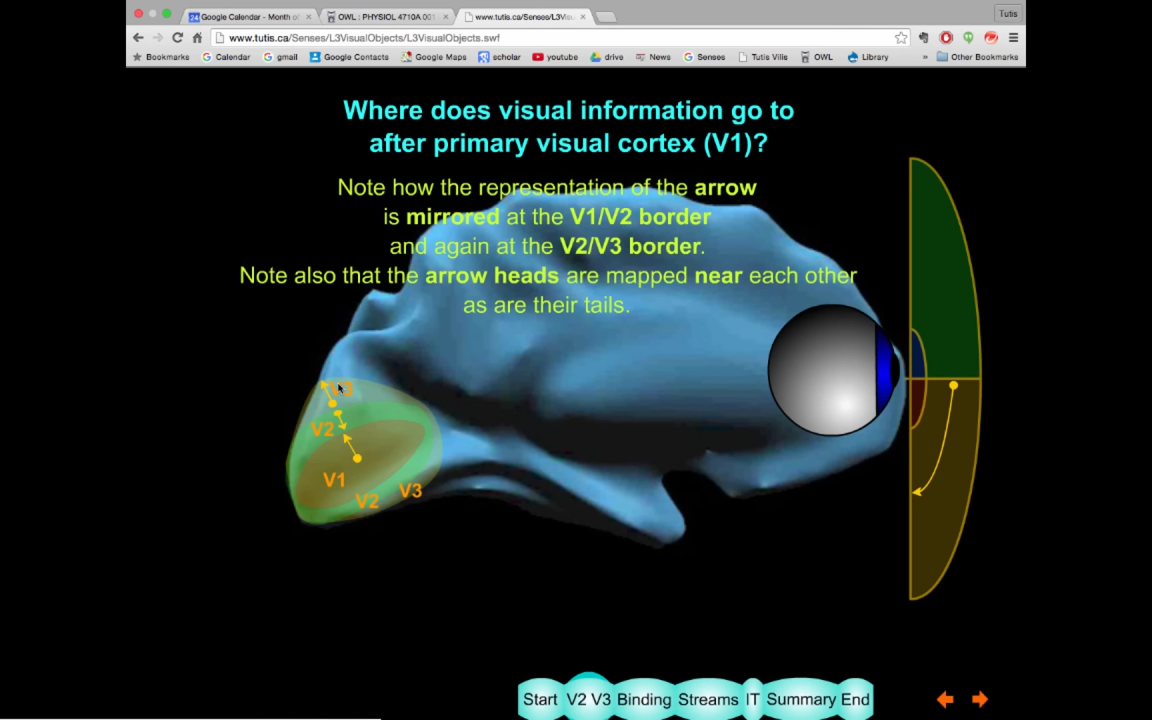 Google Calendar - Month of
OWL : PHYSIOL 4710A 001
www.tutis.ca/Senses/L3Visu
Tutis
www.tutis.ca/Senses/L3VisualObjects/L3VisualObjects.swf
Bookmarks Calendar gmail Google Contacts Google Maps scholar youtube drive News Senses Tutis Vilis OWL Library » Other Bookmarks
Where does visual information go to
after primary visual cortex (V1)?
Note how the representation of the arrow
is mirrored at the V1/V2 border
and again at the V2/V3 border.
Note also that the arrow heads are mapped near each other
as are their tails.
V3
V2
V1
V2
V3
Start V2 V3 Binding Streams IT Summary End